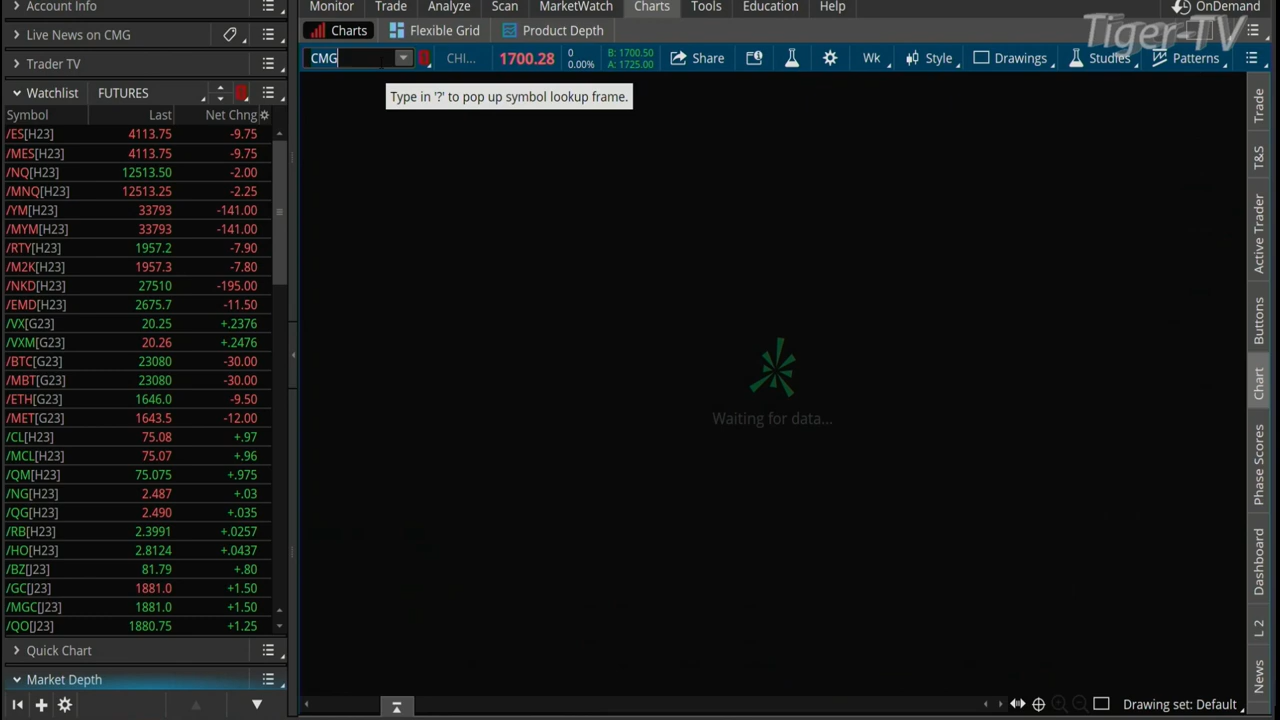 Account Info
Monitor Trade Analyze Scan MarketWatch Charts Tools Education Help OnDemand
Tiger-TV
Live News on CMG
Charts Flexible Grid Product Depth
Trader TV
CMG CHI... 1700.28 0 0.00% B: 1700.50 A: 1725.00 Share Wk Style Drawings Studies Patterns
Type in '?' to pop up symbol lookup frame.
Watchlist FUTURES
Symbol Last Net Chng
/ES[H23] 4113.75 -9.75
/MES[H23] 4113.75 -9.75
/NQ[H23] 12513.50 -2.00
/MNQ[H23] 12513.25 -2.25
/YM[H23] 33793 -141.00
/MYM[H23] 33793 -141.00
/RTY[H23] 1957.2 -7.90
/M2K[H23] 1957.3 -7.80
/NKD[H23] 27510 -195.00
/EMD[H23] 2675.7 -11.50
/VX[G23] 20.25 +.2376
/VXM[G23] 20.26 +.2476
/BTC[G23] 23080 -30.00
/MBT[G23] 23080 -30.00
/ETH[G23] 1646.0 -9.50
/MET[G23] 1643.5 -12.00
/CL[H23] 75.08 +.97
/MCL[H23] 75.07 +.96
/QM[H23] 75.075 +.975
/NG[H23] 2.487 +.03
/QG[H23] 2.490 +.035
/RB[H23] 2.3991 +.0257
/HO[H23] 2.8124 +.0437
/BZ[J23] 81.79 +.80
/GC[J23] 1881.0 +1.50
/MGC[J23] 1881.0 +1.50
/QO[J23] 1880.75 +1.25
Quick Chart
Market Depth
Waiting for data...
Trade
T&S
Active Trader
Buttons
Chart
Phase Scores
Dashboard
L 2
News
Drawing set: Default